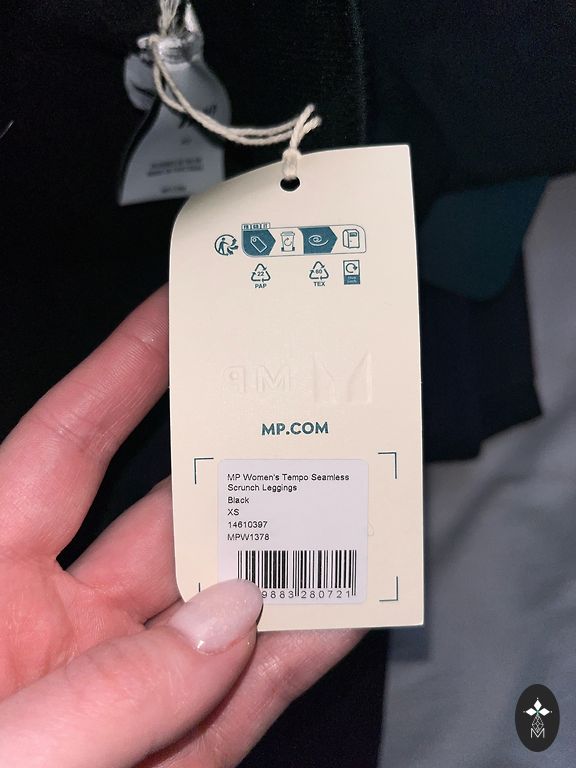 22
PAP
60
TEX
MP
MP.COM
MP Women's Tempo Seamless
Scrunch Leggings
Black
XS
14610397
MPW1378
9883 280721
M